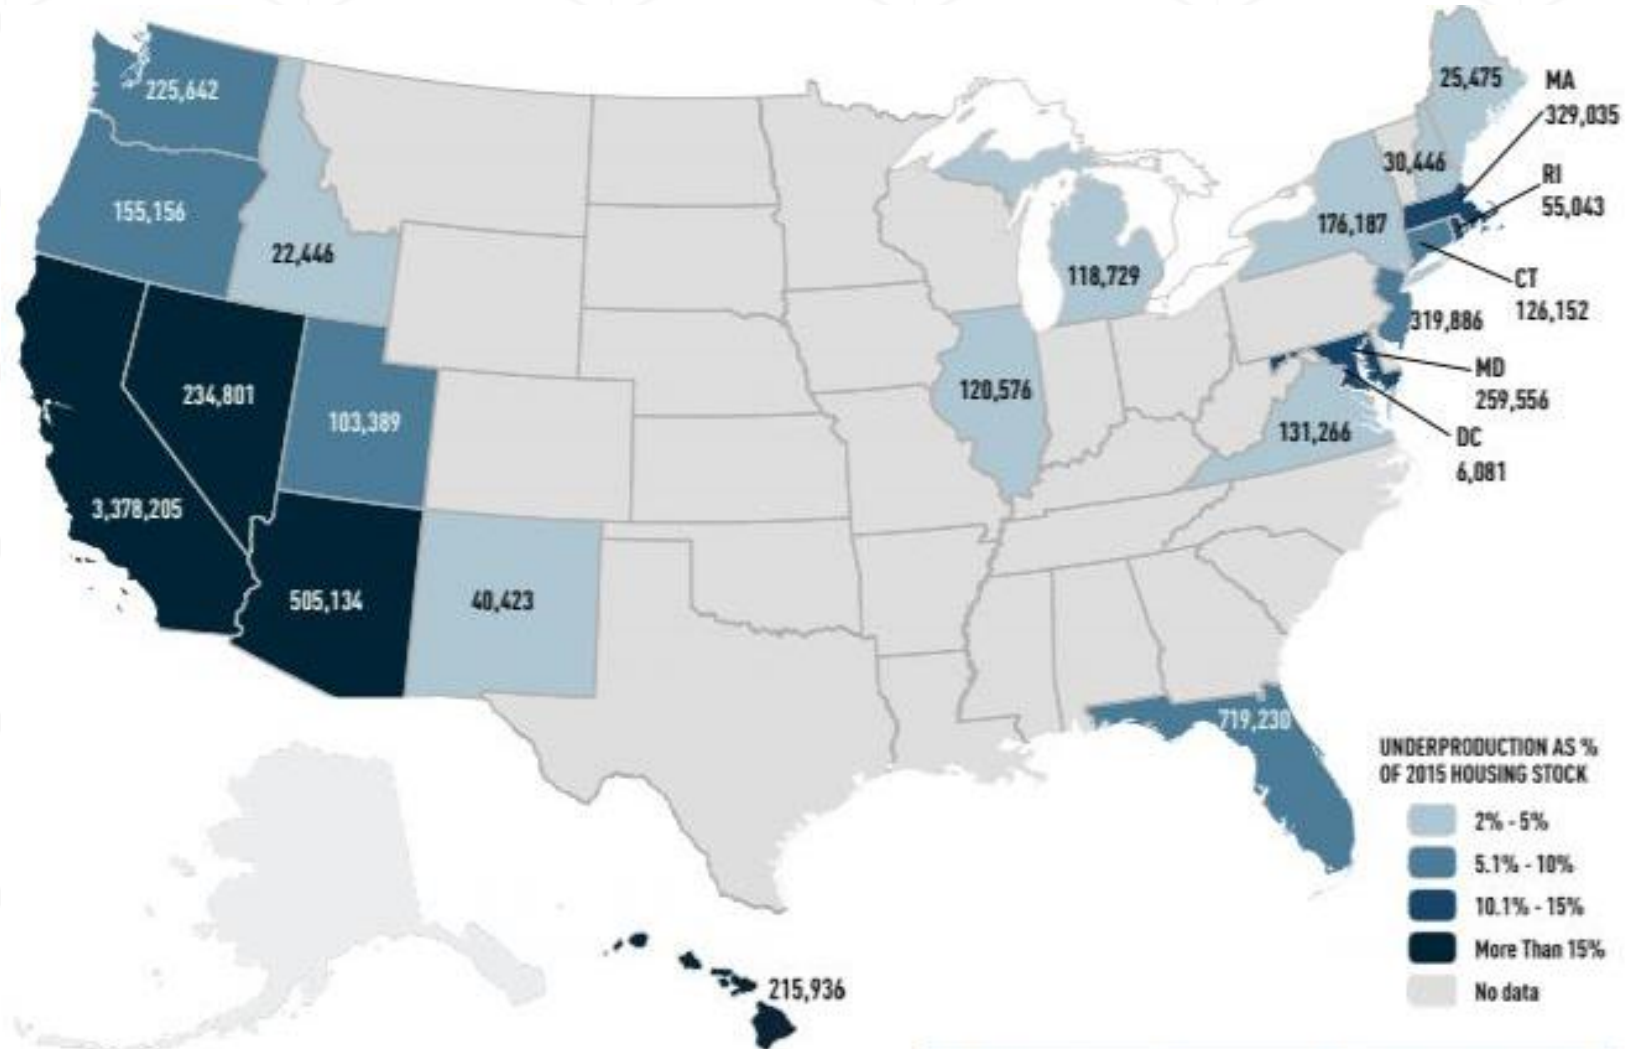 225,642
25,475
MA
329,035
30,446
RI
55,043
155,156
176,187
22,446
118,729
CT
126,152
319,886
MD
259,556
234,801
120,576
103,389
131,266
DC
6,081
3,378,205
505,134
40,423
719,230
UNDERPRODUCTION AS %
OF 2015 HOUSING STOCK
2% - 5%
5.1% - 10%
10.1% - 15%
More Than 15%
No data
215,936